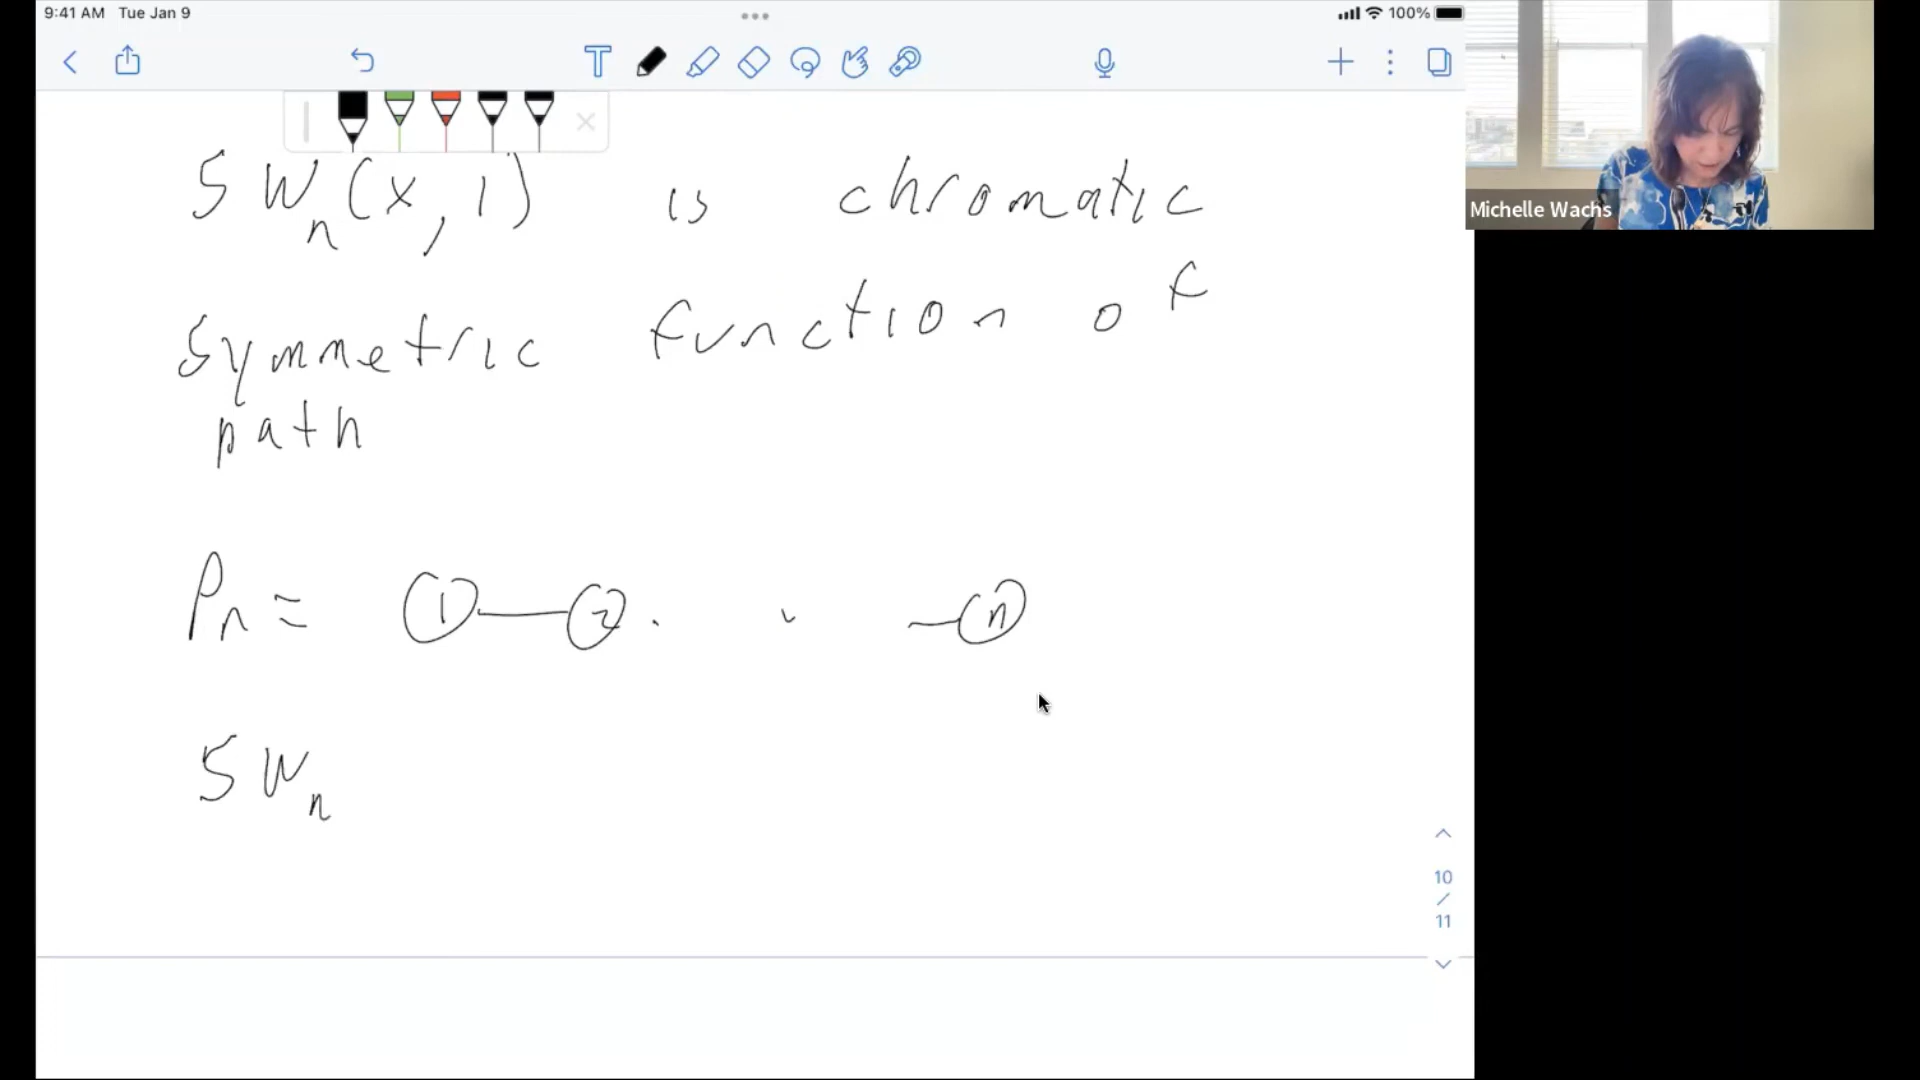 9:41 AM Tue Jan 9
100%
SW_n(x, 1) is chromatic
Symmetric function of
path
P_n = 1 2 . . n
SW_n
Michelle Wachs
10
/
11